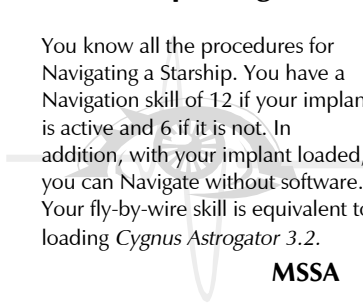 You know all the procedures for
Navigating a Starship. You have a
Navigation skill of 12 if your implan
is active and 6 if it is not. In
addition, with your implant loaded,
you can Navigate without software.
Your fly-by-wire skill is equivalent to
loading Cygnus Astrogator 3.2.
MSSA